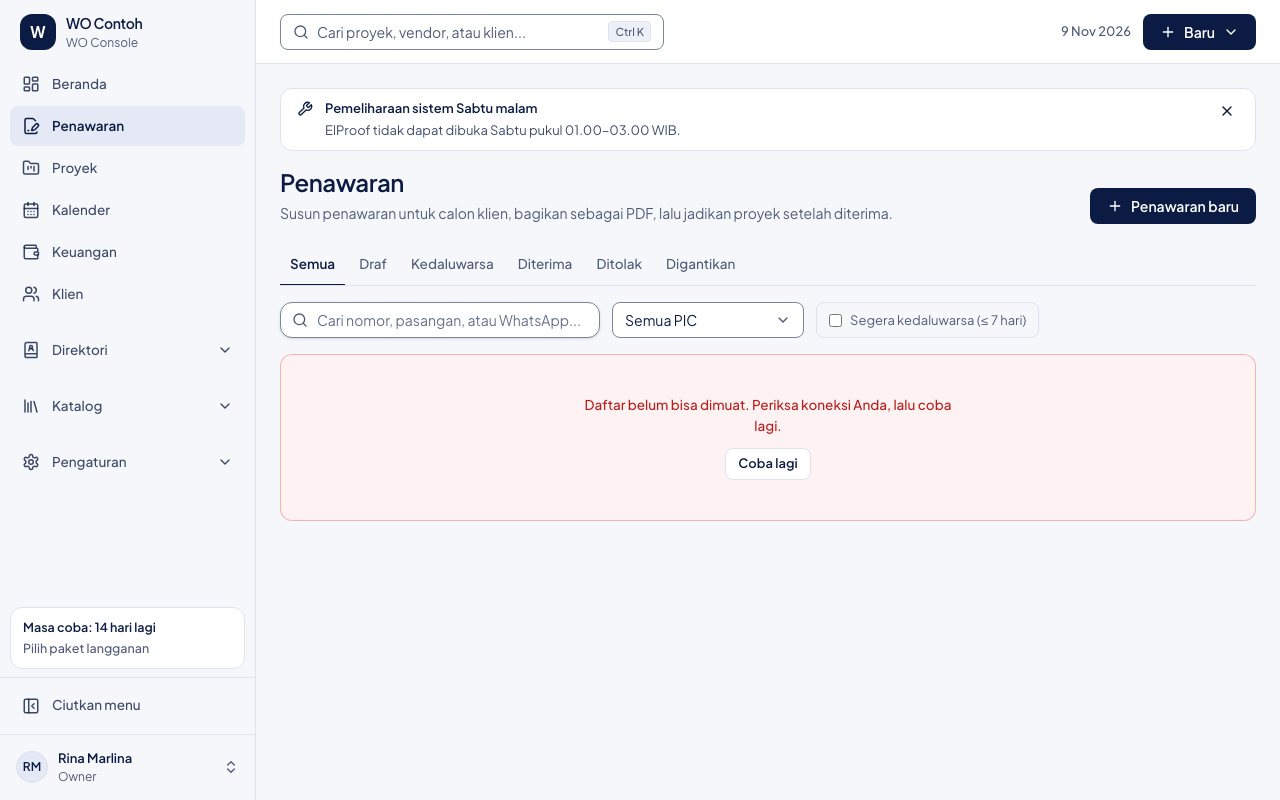 W
WO Contoh
WO Console
Beranda
Penawaran
Proyek
Kalender
Keuangan
Klien
Direktori
Katalog
Pengaturan
Masa coba: 14 hari lagi
Pilih paket langganan
Ciutkan menu
RM
Rina Marlina
Owner
Cari proyek, vendor, atau klien...
Ctrl K
9 Nov 2026
Baru
Pemeliharaan sistem Sabtu malam
ElProof tidak dapat dibuka Sabtu pukul 01.00–03.00 WIB.
Penawaran
Susun penawaran untuk calon klien, bagikan sebagai PDF, lalu jadikan proyek setelah diterima.
Penawaran baru
Semua
Draf
Kedaluwarsa
Diterima
Ditolak
Digantikan
Cari nomor, pasangan, atau WhatsApp...
Semua PIC
Segera kedaluwarsa (≤ 7 hari)
Daftar belum bisa dimuat. Periksa koneksi Anda, lalu coba
lagi.
Coba lagi